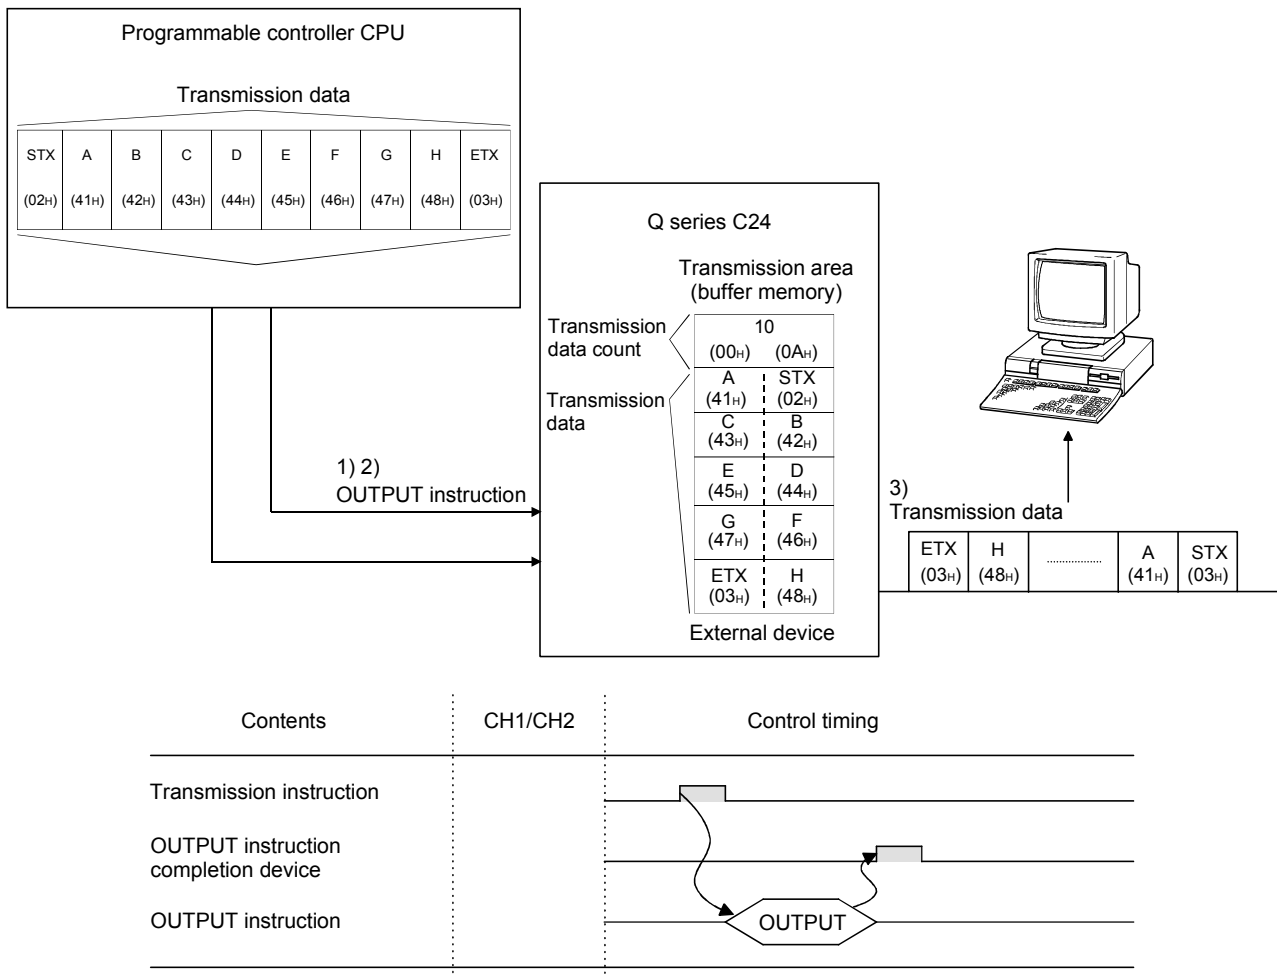 Programmable controller CPU
Transmission data
STX A B C D E F G H ETX
(02H) (41H) (42H) (43H) (44H) (45H) (46H) (47H) (48H) (03H)
Q series C24
Transmission area
(buffer memory)
Transmission
data count
10
(00H) (0AH)
Transmission
data
A STX
(41H) (02H)
C B
(43H) (42H)
E D
(45H) (44H)
G F
(47H) (46H)
ETX H
(03H) (48H)
External device
1) 2)
OUTPUT instruction
3)
Transmission data
ETX H ................ A STX
(03H) (48H) (41H) (03H)
Contents CH1/CH2 Control timing
Transmission instruction
OUTPUT instruction
completion device
OUTPUT instruction
OUTPUT